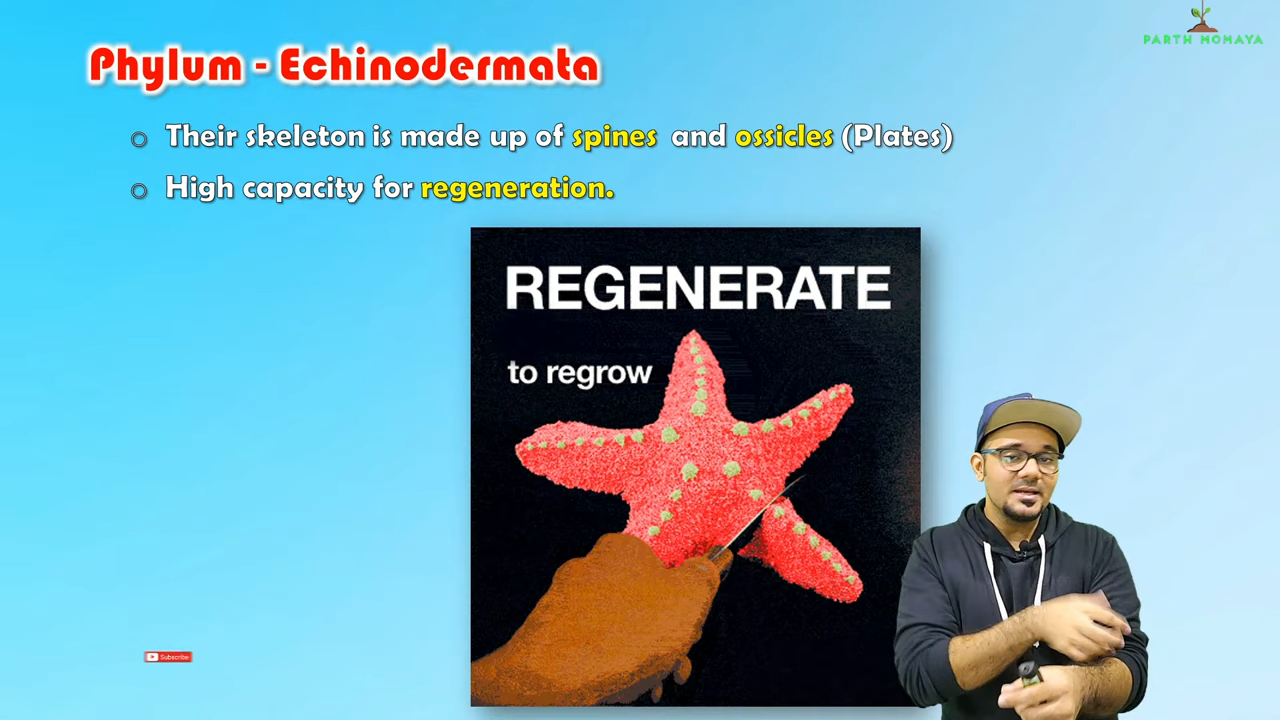 PARTH MOMAYA
Phylum - Echinodermata
Their skeleton is made up of spines and ossicles (Plates)
High capacity for regeneration.
REGENERATE
to regrow
Subscribe